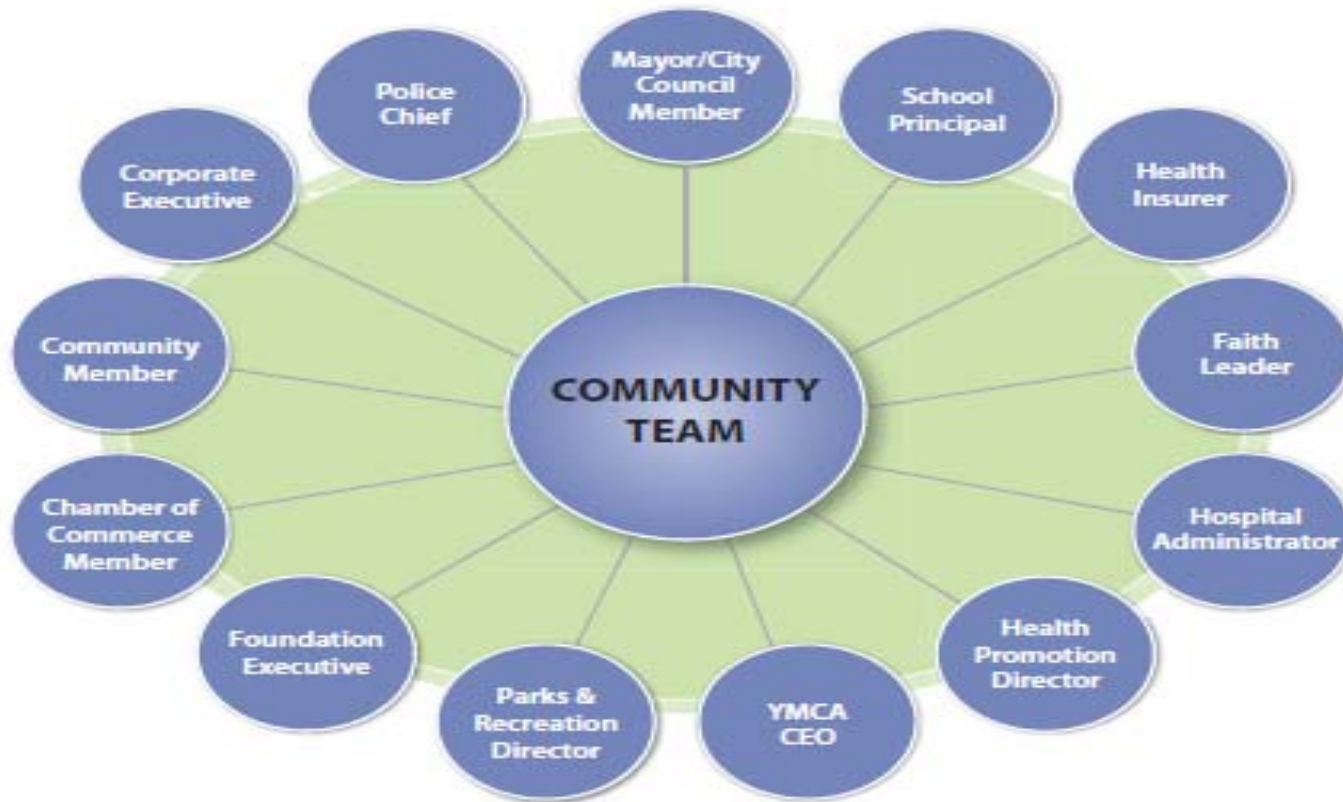 Mayor/City
Council
Member
School
Principal
Health
Insurer
Faith
Leader
Hospital
Administrator
Health
Promotion
Director
YMCA
CEO
Parks &
Recreation
Director
Foundation
Executive
Chamber of
Commerce
Member
Community
Member
Corporate
Executive
Police
Chief
COMMUNITY
TEAM